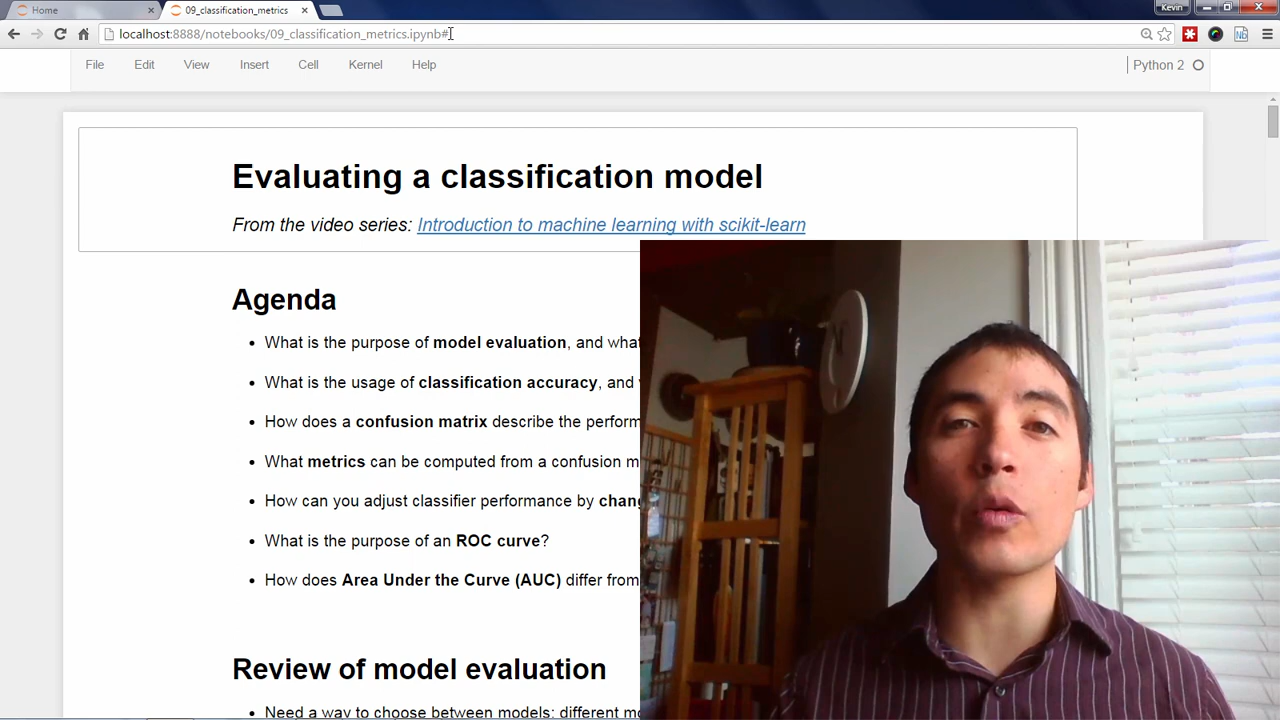 Home
09_classification_metrics
Kevin
localhost:8888/notebooks/09_classification_metrics.ipynb#
File Edit View Insert Cell Kernel Help Python 2
Evaluating a classification model
From the video series: Introduction to machine learning with scikit-learn
Agenda
• What is the purpose of model evaluation, and what
• What is the usage of classification accuracy, and
• How does a confusion matrix describe the perform
• What metrics can be computed from a confusion m
• How can you adjust classifier performance by chang
• What is the purpose of an ROC curve?
• How does Area Under the Curve (AUC) differ from
Review of model evaluation
• Need a way to choose between models: different mo